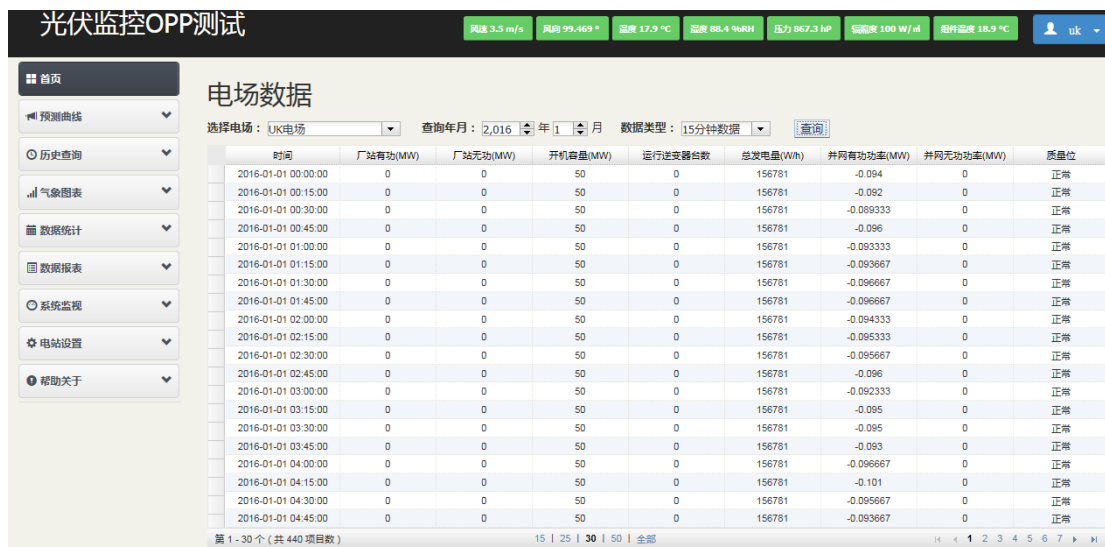 光伏监控OPP测试
风速 3.5 m/s 风向 99.469 ° 温度 17.9 ºC 湿度 88.4 %RH 压力 867.3 hP 辐照度 100 W/㎡ 组件温度 18.9 ºC uk
首页
预测曲线
历史查询
气象图表
数据统计
数据报表
系统监视
电站设置
帮助关于
电场数据
选择电场： UK电场 查询年月： 2,016 年 1 月 数据类型： 15分钟数据 查询
时间 厂站有功(MW) 厂站无功(MW) 开机容量(MW) 运行逆变器台数 总发电量(W/h) 并网有功功率(MW) 并网无功功率(MW) 质量位
2016-01-01 00:00:00 0 0 50 0 156781 -0.094 0 正常
2016-01-01 00:15:00 0 0 50 0 156781 -0.092 0 正常
2016-01-01 00:30:00 0 0 50 0 156781 -0.089333 0 正常
2016-01-01 00:45:00 0 0 50 0 156781 -0.096 0 正常
2016-01-01 01:00:00 0 0 50 0 156781 -0.093333 0 正常
2016-01-01 01:15:00 0 0 50 0 156781 -0.093667 0 正常
2016-01-01 01:30:00 0 0 50 0 156781 -0.096667 0 正常
2016-01-01 01:45:00 0 0 50 0 156781 -0.096667 0 正常
2016-01-01 02:00:00 0 0 50 0 156781 -0.094333 0 正常
2016-01-01 02:15:00 0 0 50 0 156781 -0.095333 0 正常
2016-01-01 02:30:00 0 0 50 0 156781 -0.095667 0 正常
2016-01-01 02:45:00 0 0 50 0 156781 -0.096 0 正常
2016-01-01 03:00:00 0 0 50 0 156781 -0.092333 0 正常
2016-01-01 03:15:00 0 0 50 0 156781 -0.095 0 正常
2016-01-01 03:30:00 0 0 50 0 156781 -0.095 0 正常
2016-01-01 03:45:00 0 0 50 0 156781 -0.093 0 正常
2016-01-01 04:00:00 0 0 50 0 156781 -0.096667 0 正常
2016-01-01 04:15:00 0 0 50 0 156781 -0.101 0 正常
2016-01-01 04:30:00 0 0 50 0 156781 -0.095667 0 正常
2016-01-01 04:45:00 0 0 50 0 156781 -0.093667 0 正常
第 1 - 30 个 ( 共 440 项目数 ) 15 | 25 | 30 | 50 | 全部 1 2 3 4 5 6 7